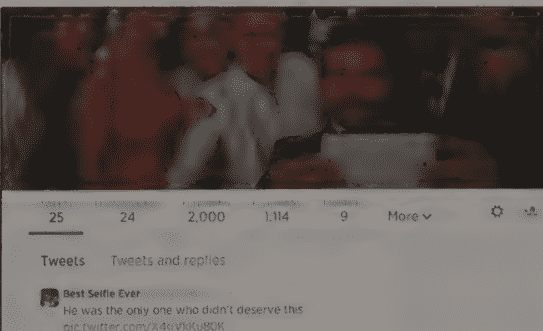 25 24 2,000 1,114 9 More
Tweets Tweets and replies
Best Selfie Ever
He was the only one who didn't deserve this